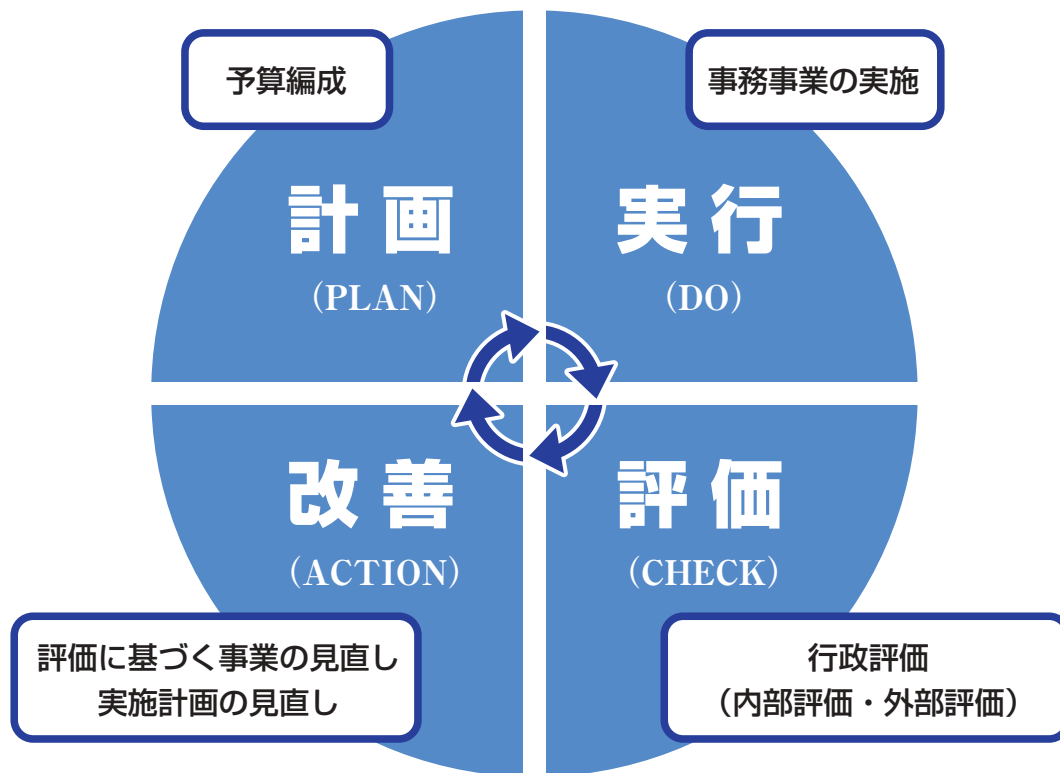 予算編成
計画
（PLAN）
事務事業の実施
実行
（DO）
評価
（CHECK）
行政評価
（内部評価・外部評価）
改善
（ACTION）
評価に基づく事業の見直し
実施計画の見直し